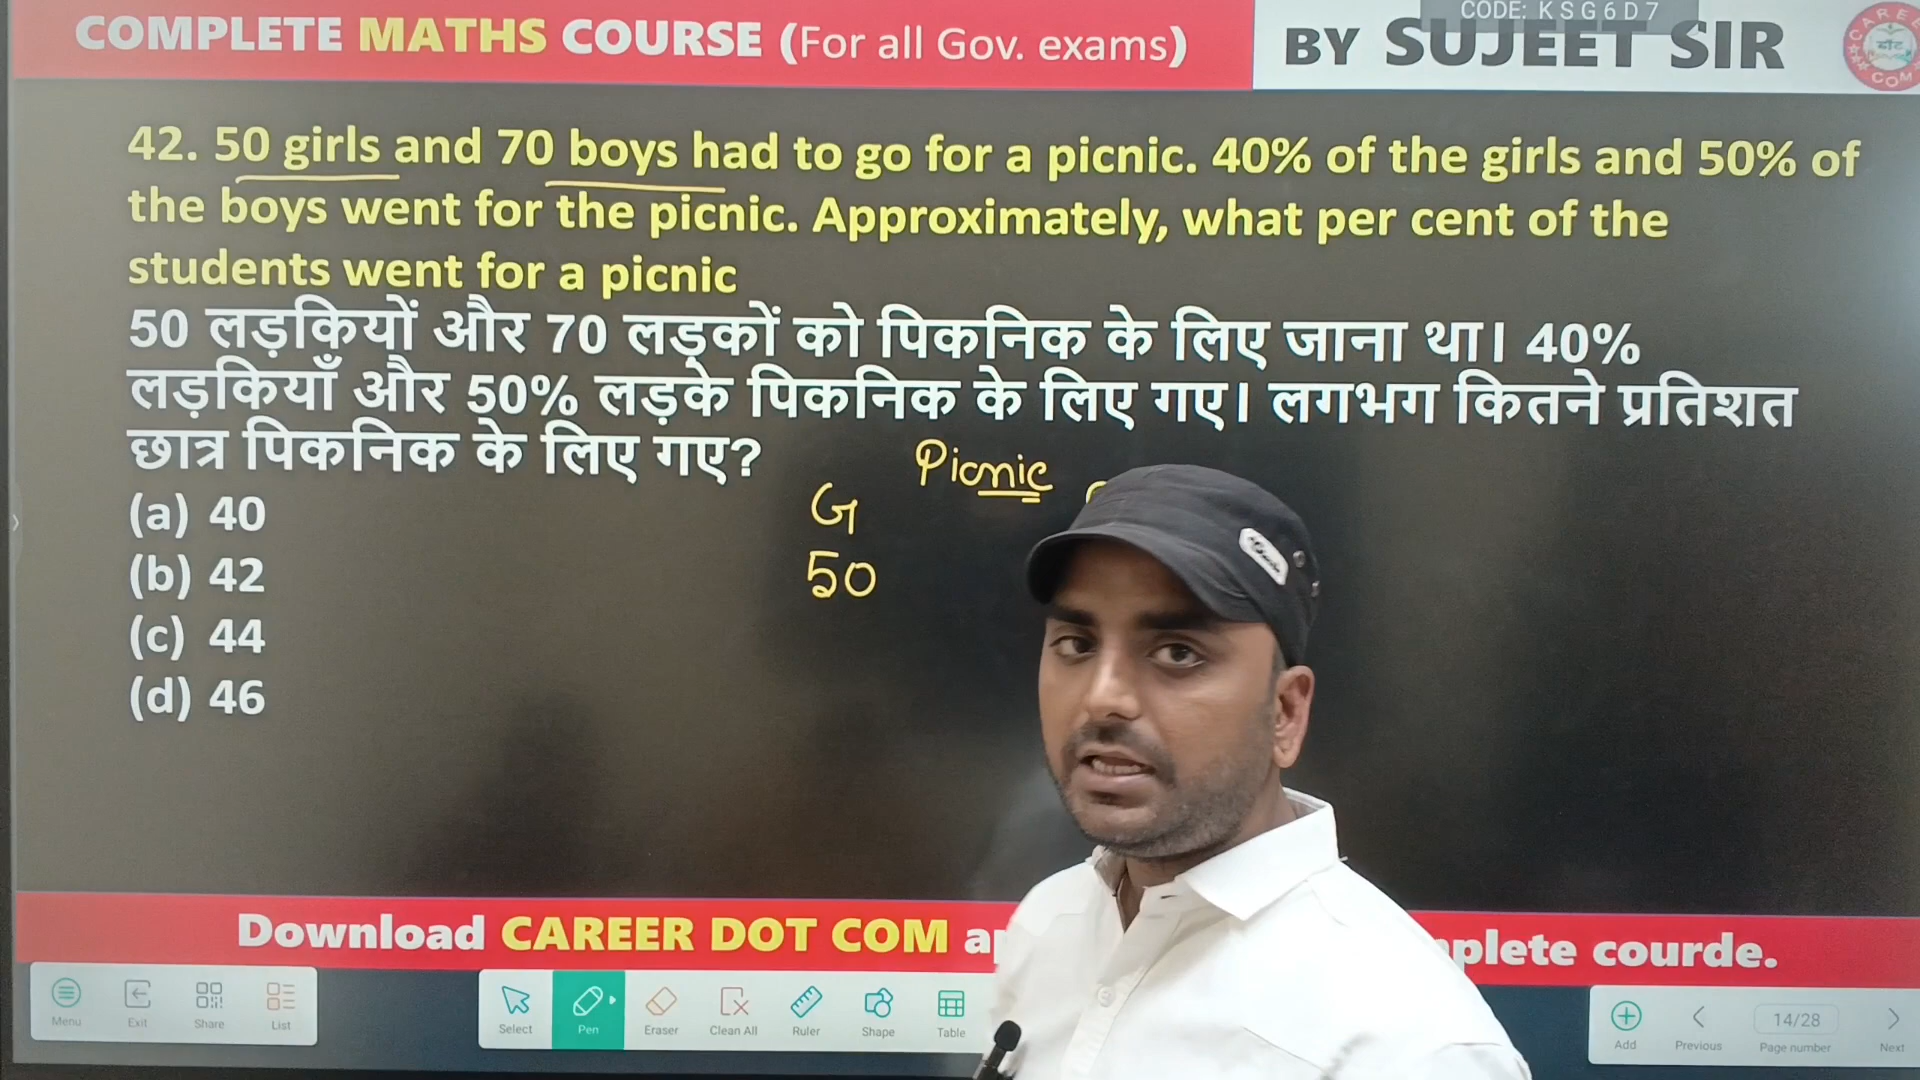 CODE: KSG6D7
COMPLETE MATHS COURSE (For all Gov. exams)
BY SUJEET SIR
42. 50 girls and 70 boys had to go for a picnic. 40% of the girls and 50% of
the boys went for the picnic. Approximately, what per cent of the
students went for a picnic
50 लड़कियों और 70 लड़कों को पिकनिक के लिए जाना था। 40%
लड़कियाँ और 50% लड़के पिकनिक के लिए गए। लगभग कितने प्रतिशत
छात्र पिकनिक के लिए गए?
Picnic
G
50
(a) 40
(b) 42
(c) 44
(d) 46
Download CAREER DOT COM
courde.
Menu Exit Share List
Select Pen Eraser Clean All Ruler Shape Table
Add Previous 14/28 Page number Next